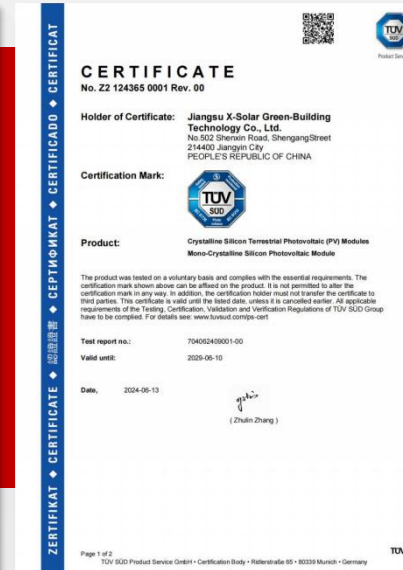 TÜV
SÜD
Product Serv
CERTIFICATE
No. Z2 124365 0001 Rev. 00
Holder of Certificate: Jiangsu X-Solar Green-Building
Technology Co., Ltd.
No.502 Shenxin Road, ShengangStreet
214400 Jiangyin City
PEOPLE'S REPUBLIC OF CHINA
Certification Mark:
TÜV
SÜD
Product: Crystalline Silicon Terrestrial Photovoltaic (PV) Modules
Mono-Crystalline Silicon Photovoltaic Module
The product was tested on a voluntary basis and complies with the essential requirements. The
certification mark shown above can be affixed on the product. It is not permitted to alter the
certification mark in any way. In addition, the certification holder must not transfer the certificate to
third parties. This certificate is valid until the listed date, unless it is cancelled earlier. All applicable
requirements of the Testing, Certification, Validation and Verification Regulations of TÜV SÜD Group
have to be complied. For details see: www.tuvsud.com/ps-cert
Test report no.: 704062409001-00
Valid until: 2029-06-10
Date, 2024-06-13
( Zhulin Zhang )
Page 1 of 2
TÜV SÜD Product Service GmbH • Certification Body • Ridlerstraße 65 • 80339 Munich • Germany
TÜV
ZERTIFIKAT ◆ CERTIFICATE ◆ 認證證書 ◆ СЕРТИФИКАТ ◆ CERTIFICADO ◆ CERTIFICAT